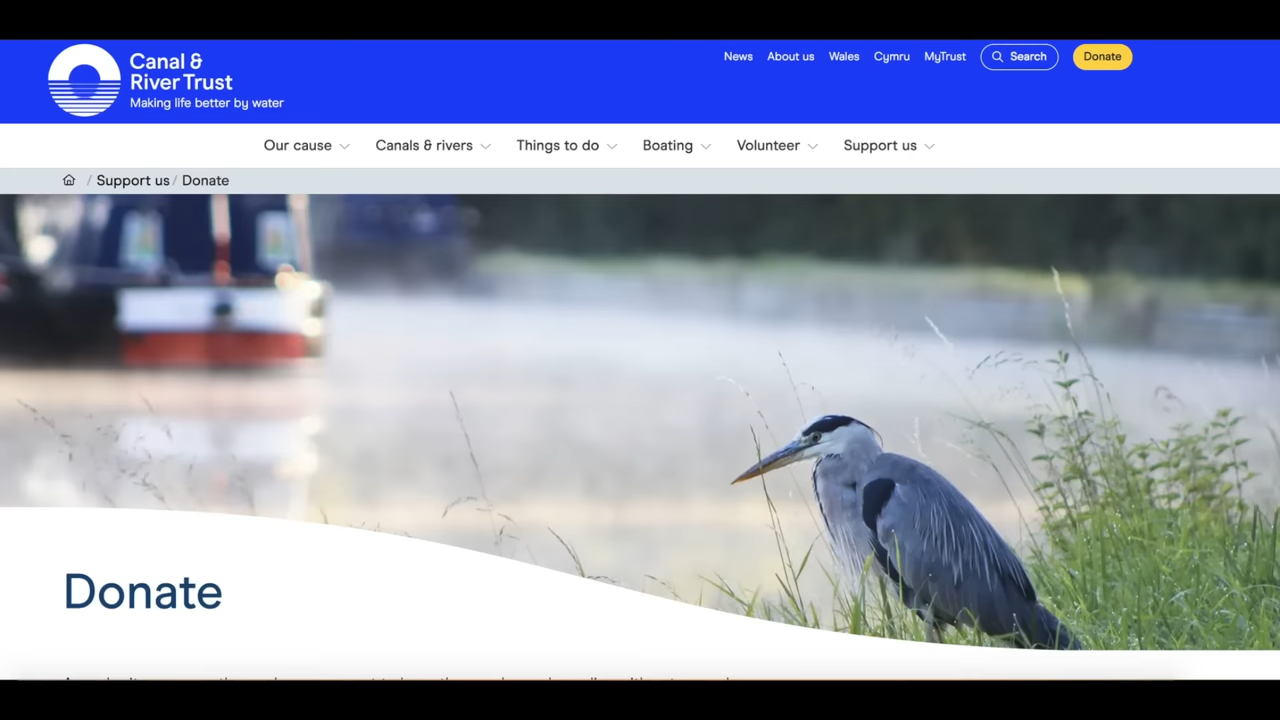 Canal &
River Trust
Making life better by water
News About us Wales Cymru MyTrust Search Donate
Our cause Canals & rivers Things to do Boating Volunteer Support us
/ Support us / Donate
Donate